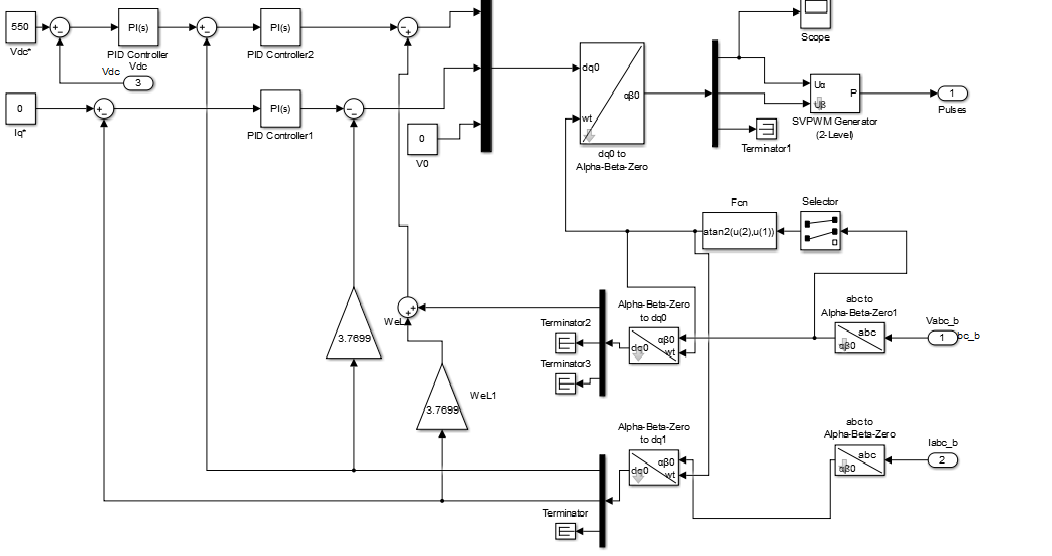 550
Vdc*
PI(s)
PID Controller
PI(s)
PID Controller2
Vdc
Vdc
3
0
Iq*
PI(s)
PID Controller1
0
V0
dq0
αβ0
wt
dq0 to
Alpha-Beta-Zero
Scope
Uα
Uβ
P
SVPWM Generator
(2-Level)
1
Pulses
Terminator1
Fcn
atan2(u(2),u(1))
Selector
3.7699
WeL
3.7699
WeL1
Terminator2
Terminator3
Alpha-Beta-Zero
to dq0
αβ0
dq0
wt
abc to
Alpha-Beta-Zero1
abc
αβ0
Vabc_b
1
bc_b
Alpha-Beta-Zero
to dq1
αβ0
dq0
wt
abc to
Alpha-Beta-Zero
abc
αβ0
Iabc_b
2
Terminator